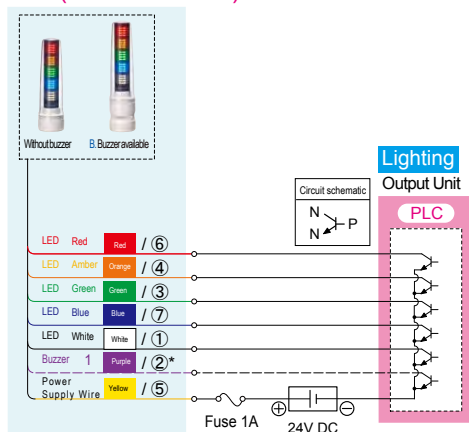 Without buzzer B. Buzzer available
Lighting
Output Unit
PLC
Circuit schematic
N
N
P
LED Red Red / ⑥
LED Amber Orange / ④
LED Green Green / ③
LED Blue Blue / ⑦
LED White White / ①
Buzzer 1 Purple / ②*
Power
Supply Wire Yellow / ⑤
Fuse 1A
⊕ ⊖
24V DC